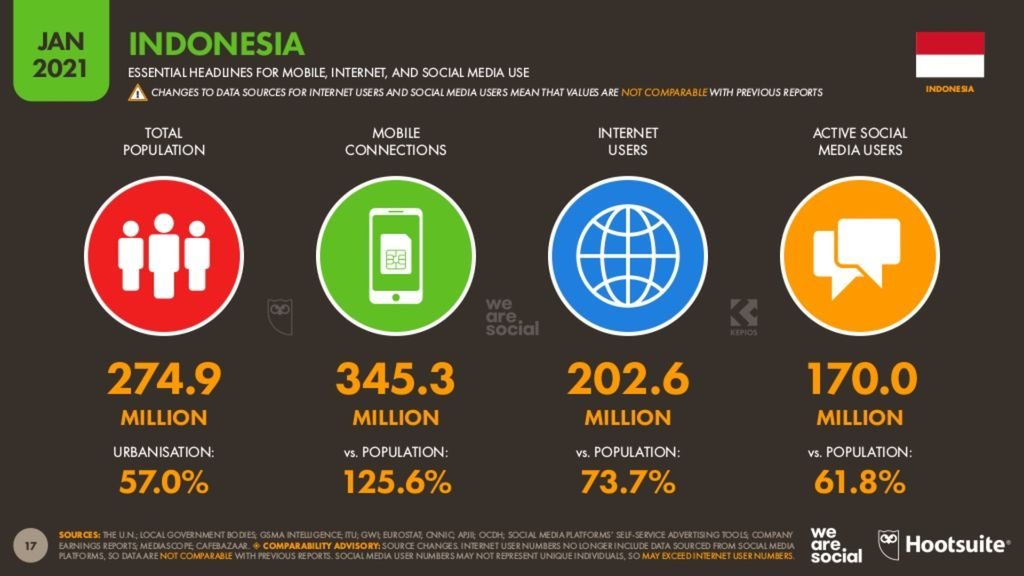 JAN
2021
INDONESIA
ESSENTIAL HEADLINES FOR MOBILE, INTERNET, AND SOCIAL MEDIA USE
CHANGES TO DATA SOURCES FOR INTERNET USERS AND SOCIAL MEDIA USERS MEAN THAT VALUES ARE NOT COMPARABLE WITH PREVIOUS REPORTS
INDONESIA
TOTAL
POPULATION
MOBILE
CONNECTIONS
INTERNET
USERS
ACTIVE SOCIAL
MEDIA USERS
we
are
social
KEPIOS
274.9
MILLION
345.3
MILLION
202.6
MILLION
170.0
MILLION
URBANISATION:
57.0%
vs. POPULATION:
125.6%
vs. POPULATION:
73.7%
vs. POPULATION:
61.8%
17
SOURCES: THE U.N.; LOCAL GOVERNMENT BODIES; GSMA INTELLIGENCE; ITU; GWI; EUROSTAT; CNNIC; APJII; OCDH; SOCIAL MEDIA PLATFORMS' SELF-SERVICE ADVERTISING TOOLS; COMPANY
EARNINGS REPORTS; MEDIASCOPE; CAFEBAZAAR. COMPARABILITY ADVISORY: SOURCE CHANGES. INTERNET USER NUMBERS NO LONGER INCLUDE DATA SOURCED FROM SOCIAL MEDIA
PLATFORMS, SO DATA ARE NOT COMPARABLE WITH PREVIOUS REPORTS. SOCIAL MEDIA USER NUMBERS MAY NOT REPRESENT UNIQUE INDIVIDUALS, SO MAY EXCEED INTERNET USER NUMBERS.
we
are
social
Hootsuite®